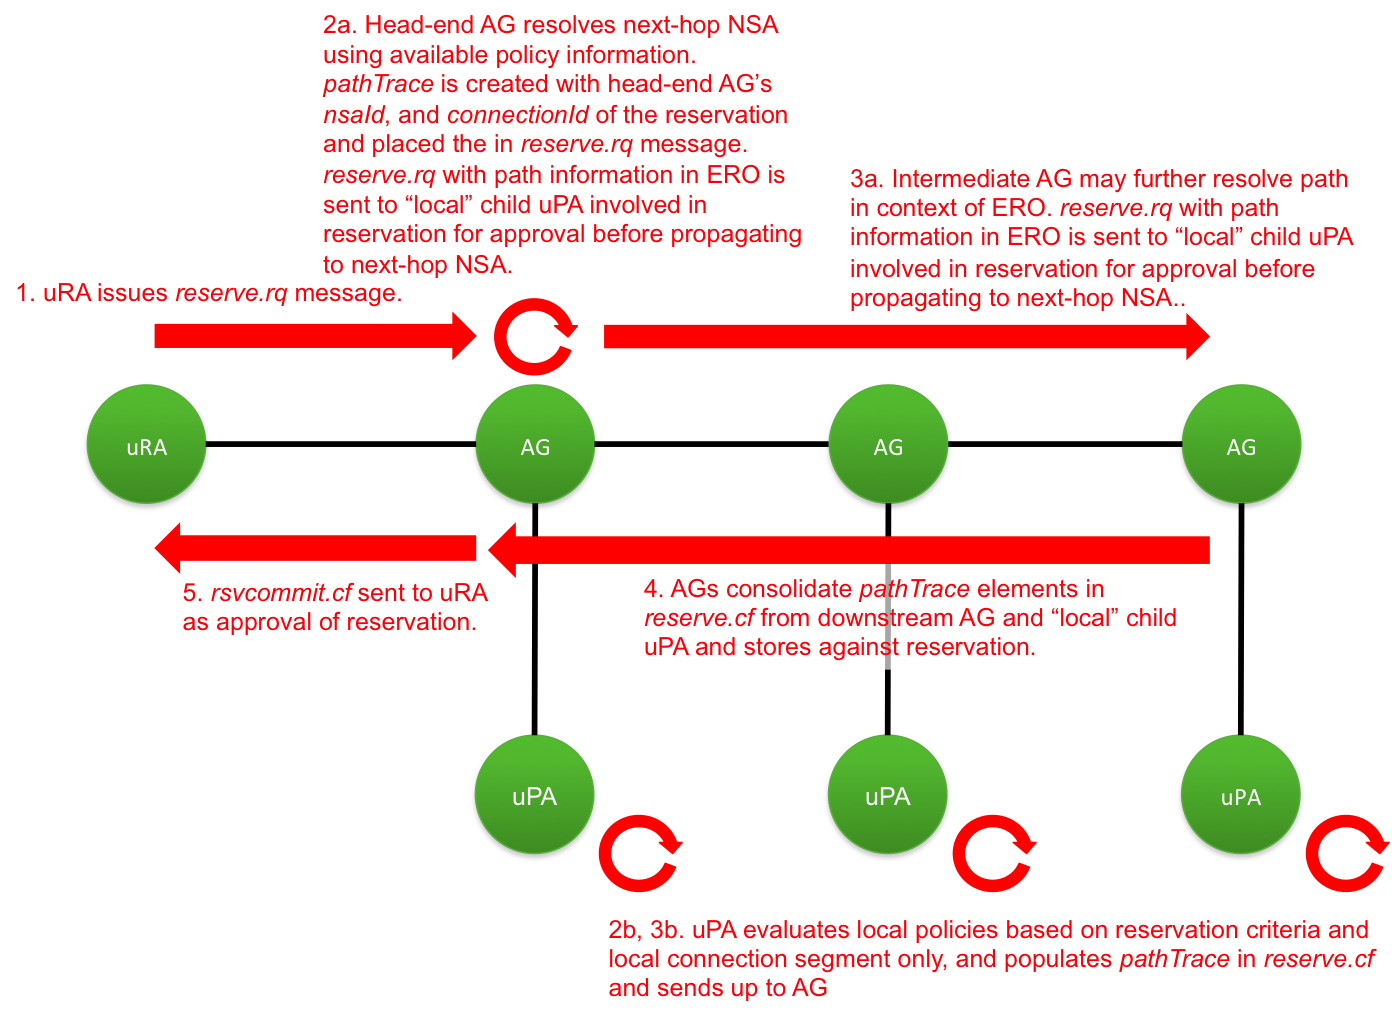 2a. Head-end AG resolves next-hop NSA
using available policy information.
pathTrace is created with head-end AG’s
nsaId, and connectionId of the reservation
and placed the in reserve.rq message.
reserve.rq with path information in ERO is
sent to “local” child uPA involved in
reservation for approval before propagating
to next-hop NSA.
3a. Intermediate AG may further resolve path
in context of ERO. reserve.rq with path
information in ERO is sent to “local” child uPA
involved in reservation for approval before
propagating to next-hop NSA..
1. uRA issues reserve.rq message.
uRA
AG
AG
AG
5. rsvcommit.cf sent to uRA
as approval of reservation.
4. AGs consolidate pathTrace elements in
reserve.cf from downstream AG and “local” child
uPA and stores against reservation.
uPA
uPA
uPA
2b, 3b. uPA evaluates local policies based on reservation criteria and
local connection segment only, and populates pathTrace in reserve.cf
and sends up to AG